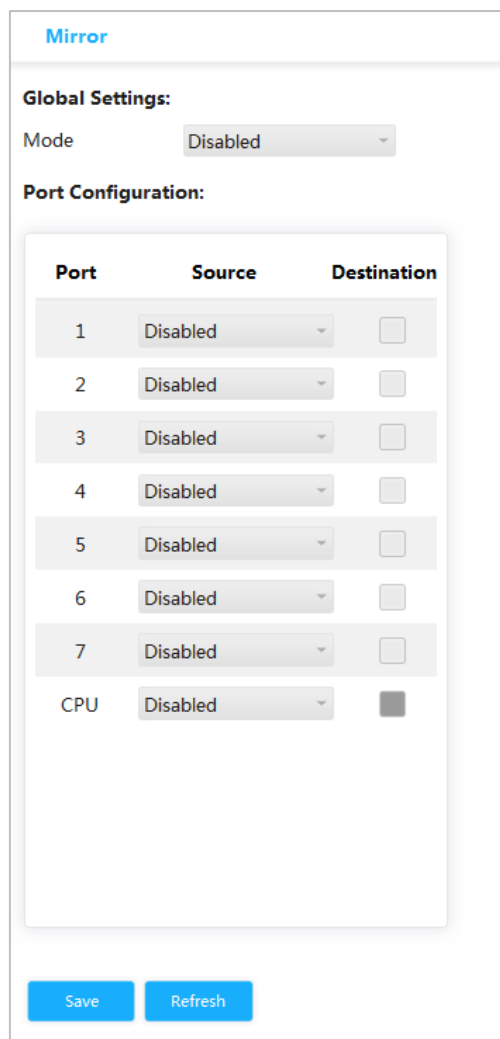 Mirror
Global Settings:
Mode Disabled
Port Configuration:
Port Source Destination
1 Disabled
2 Disabled
3 Disabled
4 Disabled
5 Disabled
6 Disabled
7 Disabled
CPU Disabled
Save Refresh